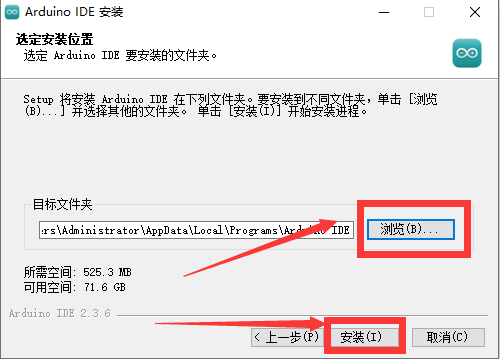 Arduino IDE 安装
选定安装位置
选定 Arduino IDE 要安装的文件夹。
Setup 将安装 Arduino IDE 在下列文件夹。要安装到不同文件夹，单击 [浏览
(B)...] 并选择其他的文件夹。 单击 [安装(I)] 开始安装进程。
目标文件夹
ers\Administrator\AppData\Local\Programs\Arduino IDE
浏览(B)...
所需空间: 525.3 MB
可用空间: 71.6 GB
Arduino IDE 2.3.6
< 上一步(P) 安装(I) 取消(C)